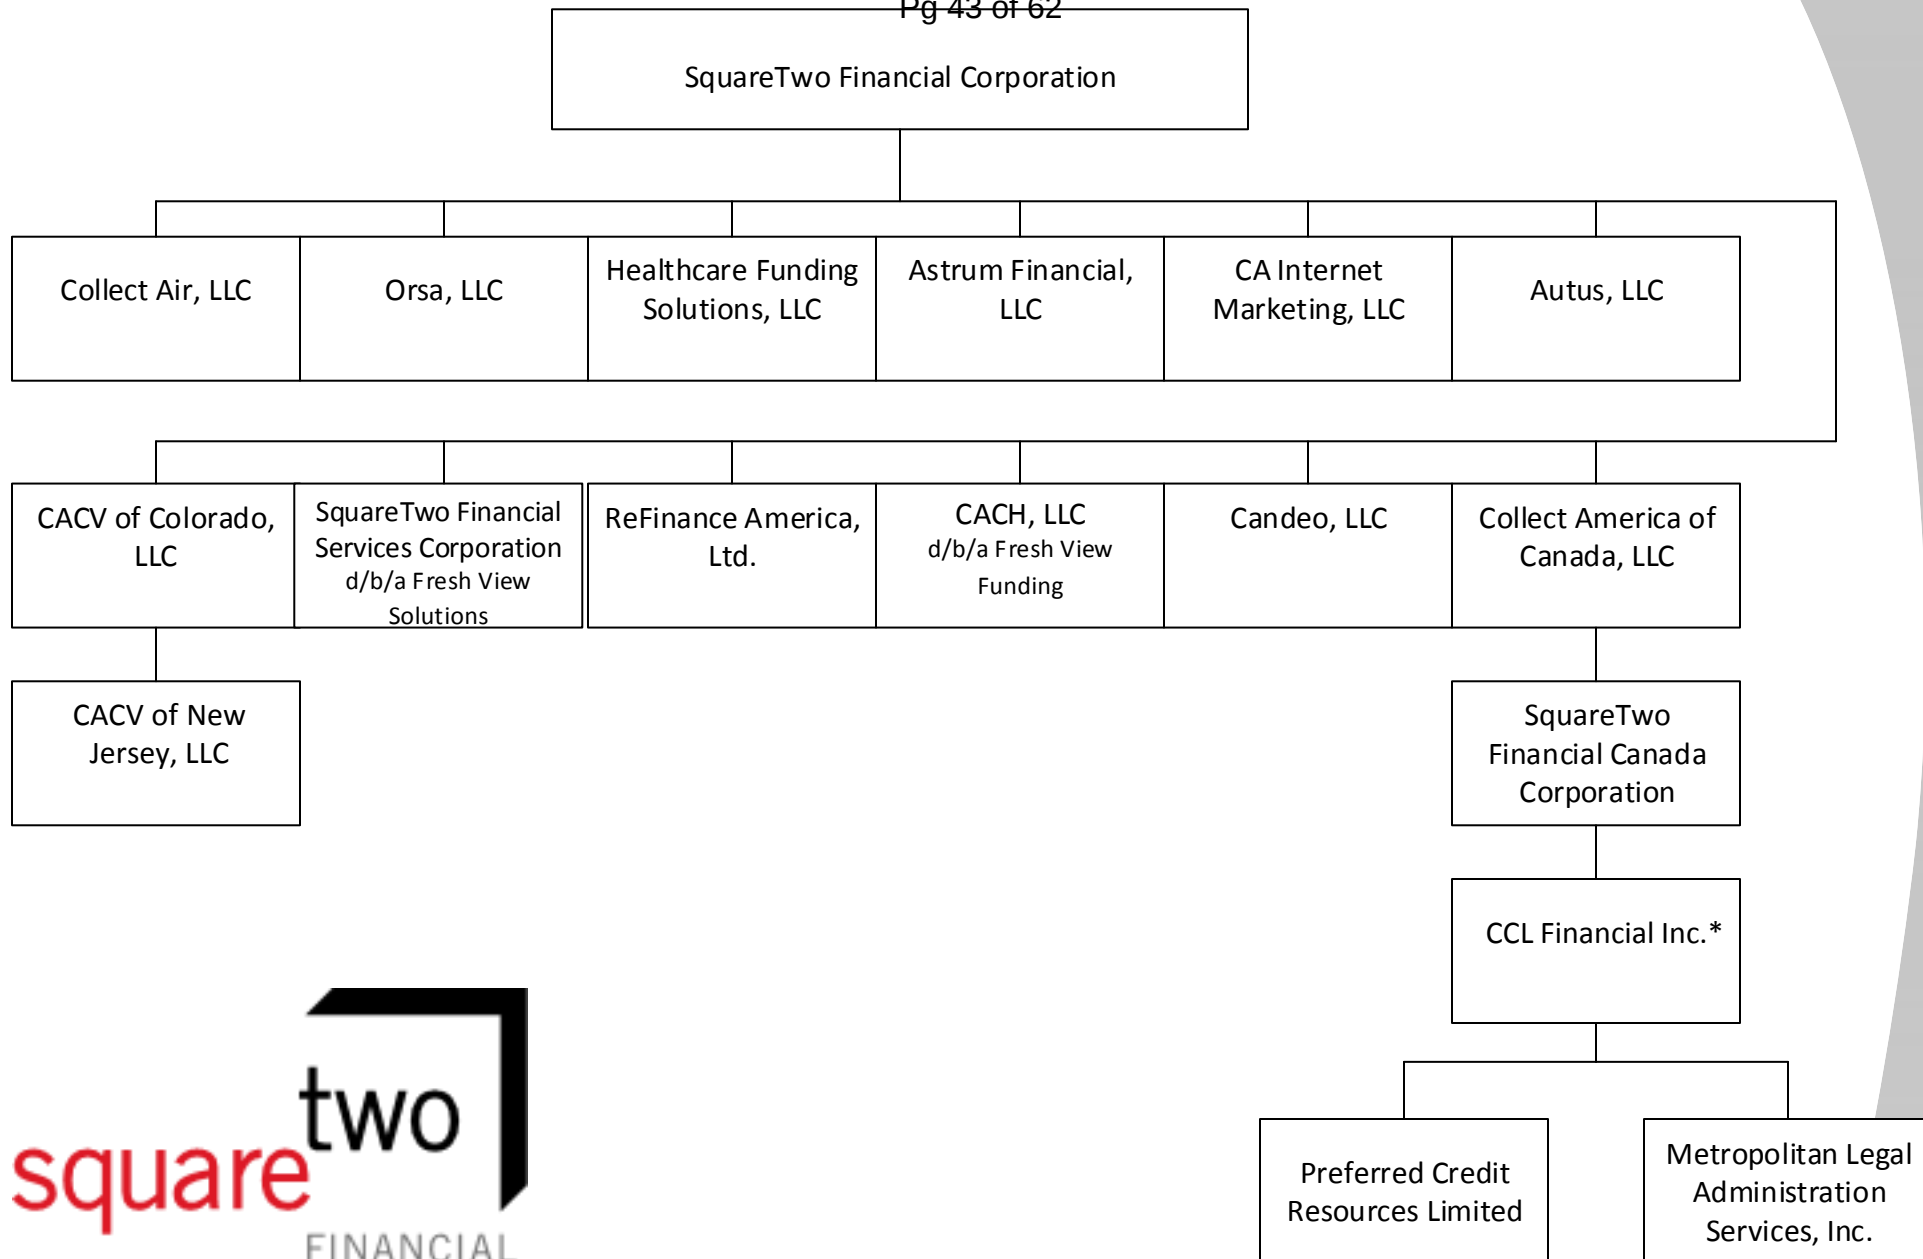 Pg 43 of 62
SquareTwo Financial Corporation
Collect Air, LLC
Orsa, LLC
Healthcare Funding
Solutions, LLC
Astrum Financial,
LLC
CA Internet
Marketing, LLC
Autus, LLC
CACV of Colorado,
LLC
SquareTwo Financial
Services Corporation
d/b/a Fresh View
Solutions
ReFinance America,
Ltd.
CACH, LLC
d/b/a Fresh View
Funding
Candeo, LLC
Collect America of
Canada, LLC
CACV of New
Jersey, LLC
SquareTwo
Financial Canada
Corporation
CCL Financial Inc.*
Preferred Credit
Resources Limited
Metropolitan Legal
Administration
Services, Inc.
square two
FINANCIAL